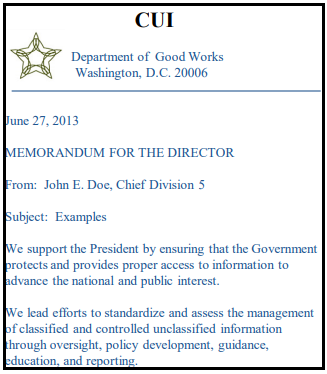 CUI
Department of Good Works
Washington, D.C. 20006
June 27, 2013
MEMORANDUM FOR THE DIRECTOR
From: John E. Doe, Chief Division 5
Subject: Examples
We support the President by ensuring that the Government
protects and provides proper access to information to
advance the national and public interest.
We lead efforts to standardize and assess the management
of classified and controlled unclassified information
through oversight, policy development, guidance,
education, and reporting.